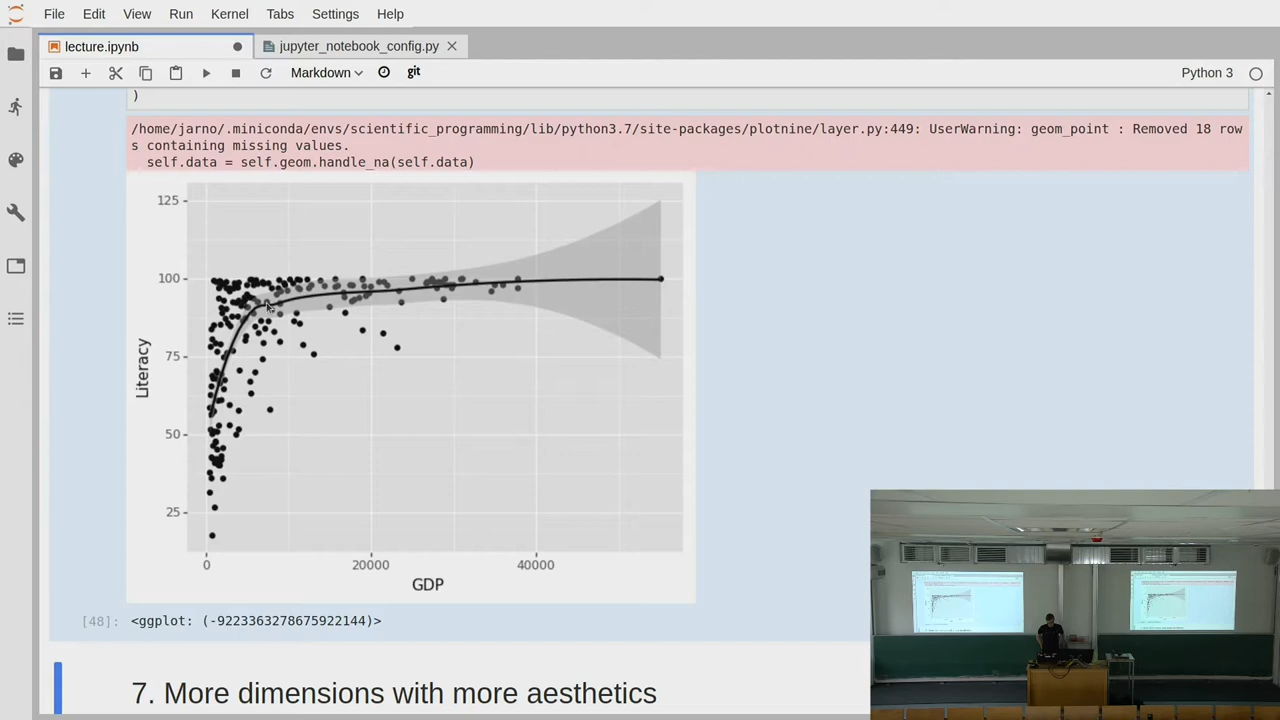 File Edit View Run Kernel Tabs Settings Help
lecture.ipynb jupyter_notebook_config.py
Markdown git Python 3
)
/home/jarno/.miniconda/envs/scientific_programming/lib/python3.7/site-packages/plotnine/layer.py:449: UserWarning: geom_point : Removed 18 row
s containing missing values.
self.data = self.geom.handle_na(self.data)
125
100
75
50
25
Literacy
0 20000 40000
GDP
[48]: <ggplot: (-9223363278675922144)>
7. More dimensions with more aesthetics